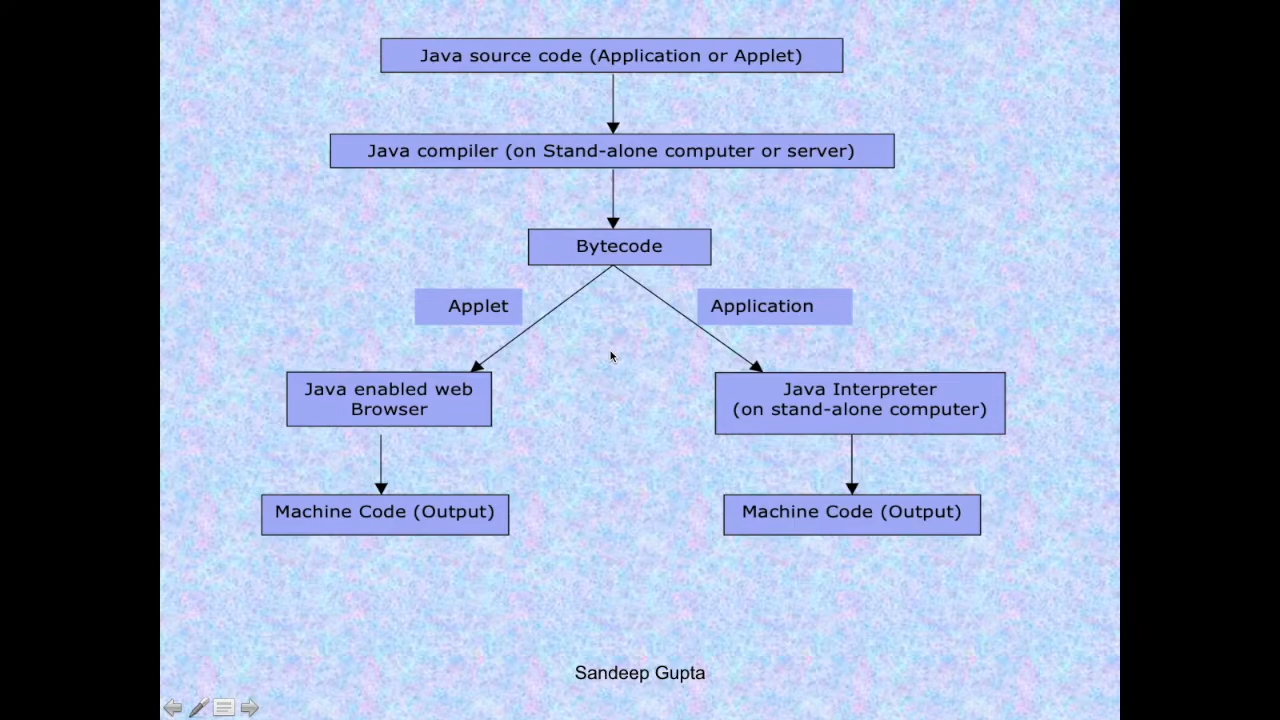 Java source code (Application or Applet)
Java compiler (on Stand-alone computer or server)
Bytecode
Applet
Application
Java enabled web
Browser
Java Interpreter
(on stand-alone computer)
Machine Code (Output)
Machine Code (Output)
Sandeep Gupta